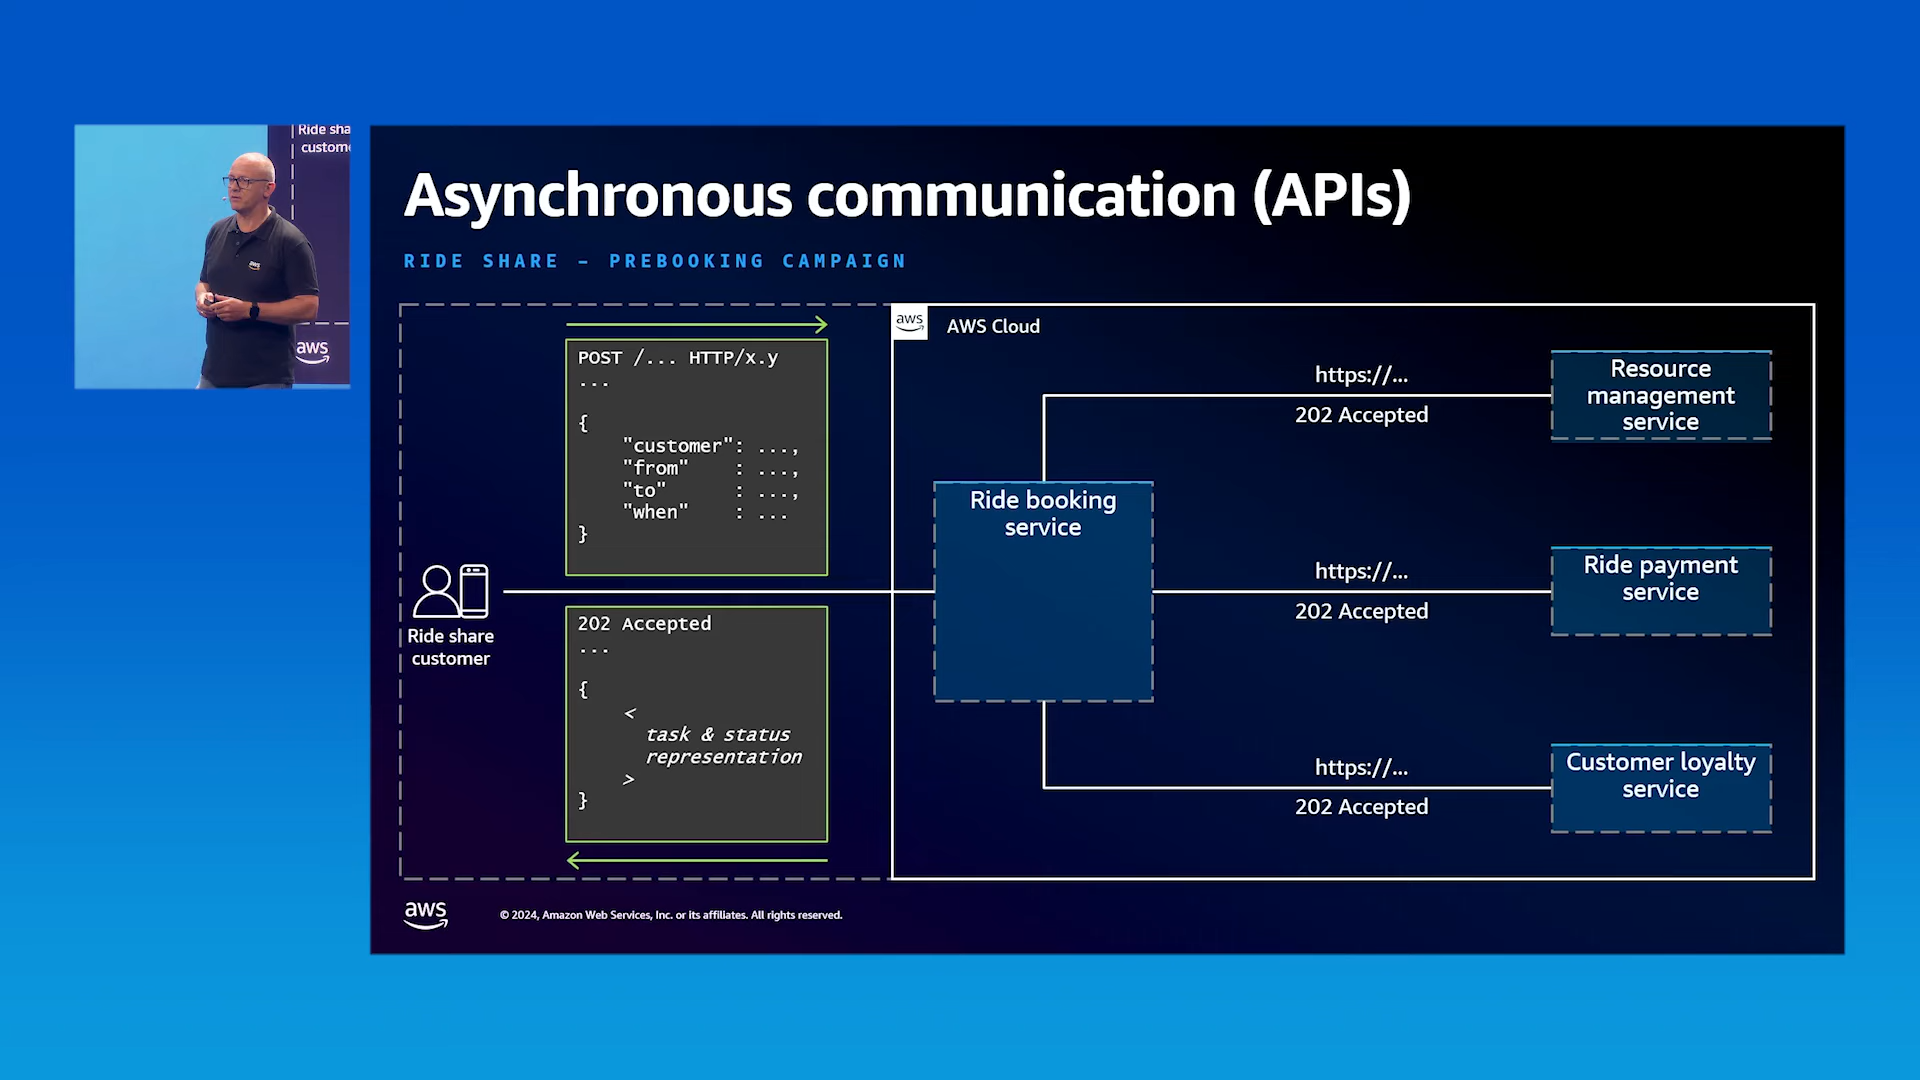 Ride sha
custome
aws
aws
Asynchronous communication (APIs)
RIDE SHARE – PREBOOKING CAMPAIGN
POST /... HTTP/x.y
...
{
"customer": ...,
"from" : ...,
"to" : ...,
"when" : ...
}
Ride share
customer
202 Accepted
...
{
<
task & status
representation
>
}
aws
AWS Cloud
Ride booking
service
https://...
202 Accepted
Resource
management
service
https://...
202 Accepted
Ride payment
service
https://...
202 Accepted
Customer loyalty
service
aws
© 2024, Amazon Web Services, Inc. or its affiliates. All rights reserved.